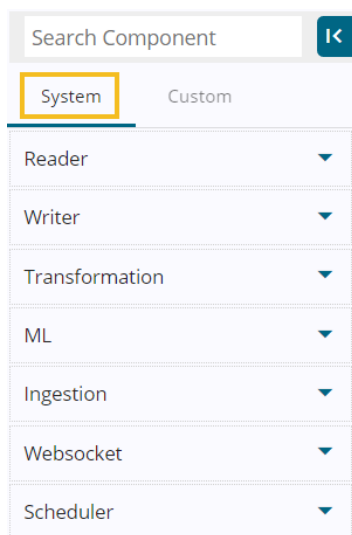 Search Component
System Custom
Reader
Writer
Transformation
ML
Ingestion
Websocket
Scheduler